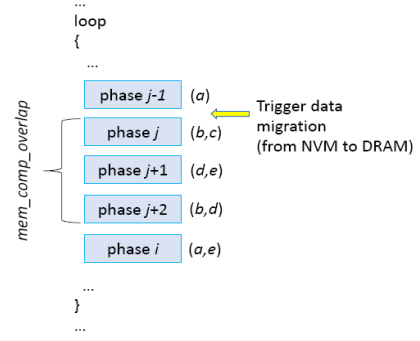 ...
loop
{
...
phase j-1 (a)
Trigger data
migration
(from NVM to DRAM)
phase j (b,c)
phase j+1 (d,e)
phase j+2 (b,d)
phase i (a,e)
mem_comp_overlap
...
}
...